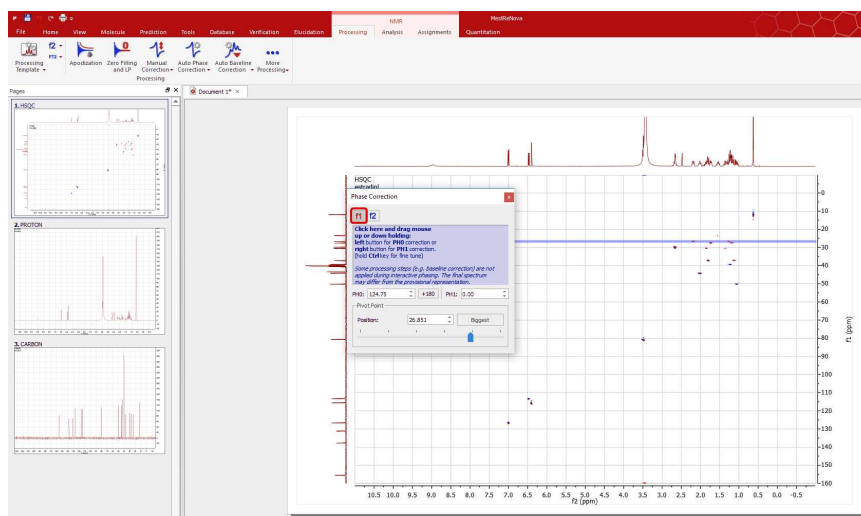 NMR
MestReNova
File Home View Molecule Prediction Tools Database Verification Elucidation Processing Analysis Assignments Quantitation
f2
FT2
Processing Template
Apodization
Zero Filling and LP
Manual Correction
Auto Phase Correction
Auto Baseline Correction
More Processing
Processing
Pages
Document 1* ×
1. HSQC
2. PROTON
3. CARBON
HSQC
estradiol
Phase Correction
x
f1 f2
Click here and drag mouse
up or down holding:
left button for PH0 correction or
right button for PH1 correction.
(hold Ctrl key for fine tune)
Some processing steps (e.g. baseline correction) are not
applied during interactive phasing. The final spectrum
may differ from the provisional representation.
PH0: 124.75 +180 PH1: 0.00
Pivot Point
Position: 26.851 Biggest
-0
-10
-20
-30
-40
-50
-60
-70
-80
-90
-100
-110
-120
-130
-140
-150
-160
f1 (ppm)
10.5 10.0 9.5 9.0 8.5 8.0 7.5 7.0 6.5 6.0 5.5 5.0 4.5 4.0 3.5 3.0 2.5 2.0 1.5 1.0 0.5 0.0 -0.5
f2 (ppm)